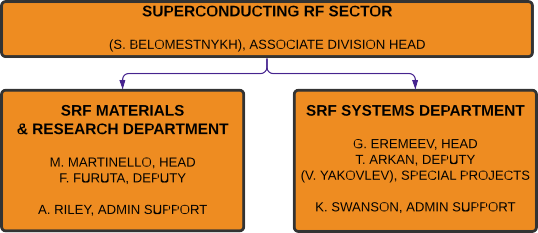 SUPERCONDUCTING RF SECTOR
(S. BELOMESTNYKH), ASSOCIATE DIVISION HEAD
SRF MATERIALS
& RESEARCH DEPARTMENT
M. MARTINELLO, HEAD
F. FURUTA, DEPUTY
A. RILEY, ADMIN SUPPORT
SRF SYSTEMS DEPARTMENT
G. EREMEEV, HEAD
T. ARKAN, DEPUTY
(V. YAKOVLEV), SPECIAL PROJECTS
K. SWANSON, ADMIN SUPPORT